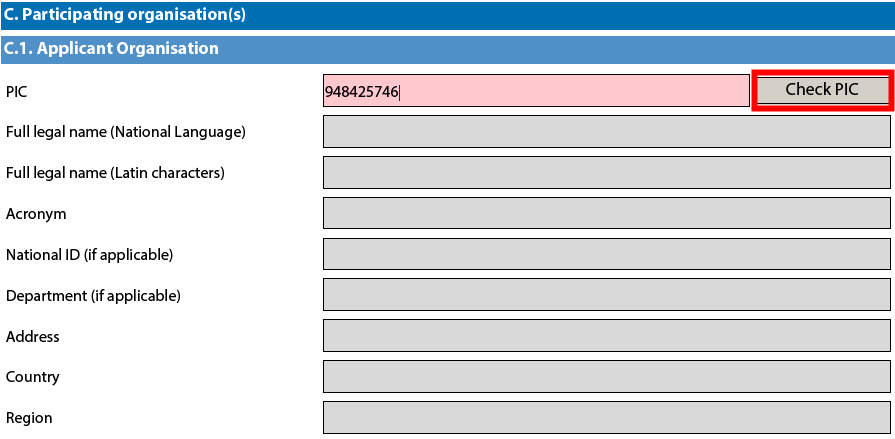 C. Participating organisation(s)
C.1. Applicant Organisation
PIC 948425746 Check PIC
Full legal name (National Language)
Full legal name (Latin characters)
Acronym
National ID (if applicable)
Department (if applicable)
Address
Country
Region